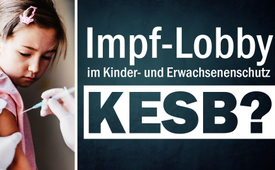 Impf-Lobby
im Kinder- und Erwachsenenschutz
KESB?